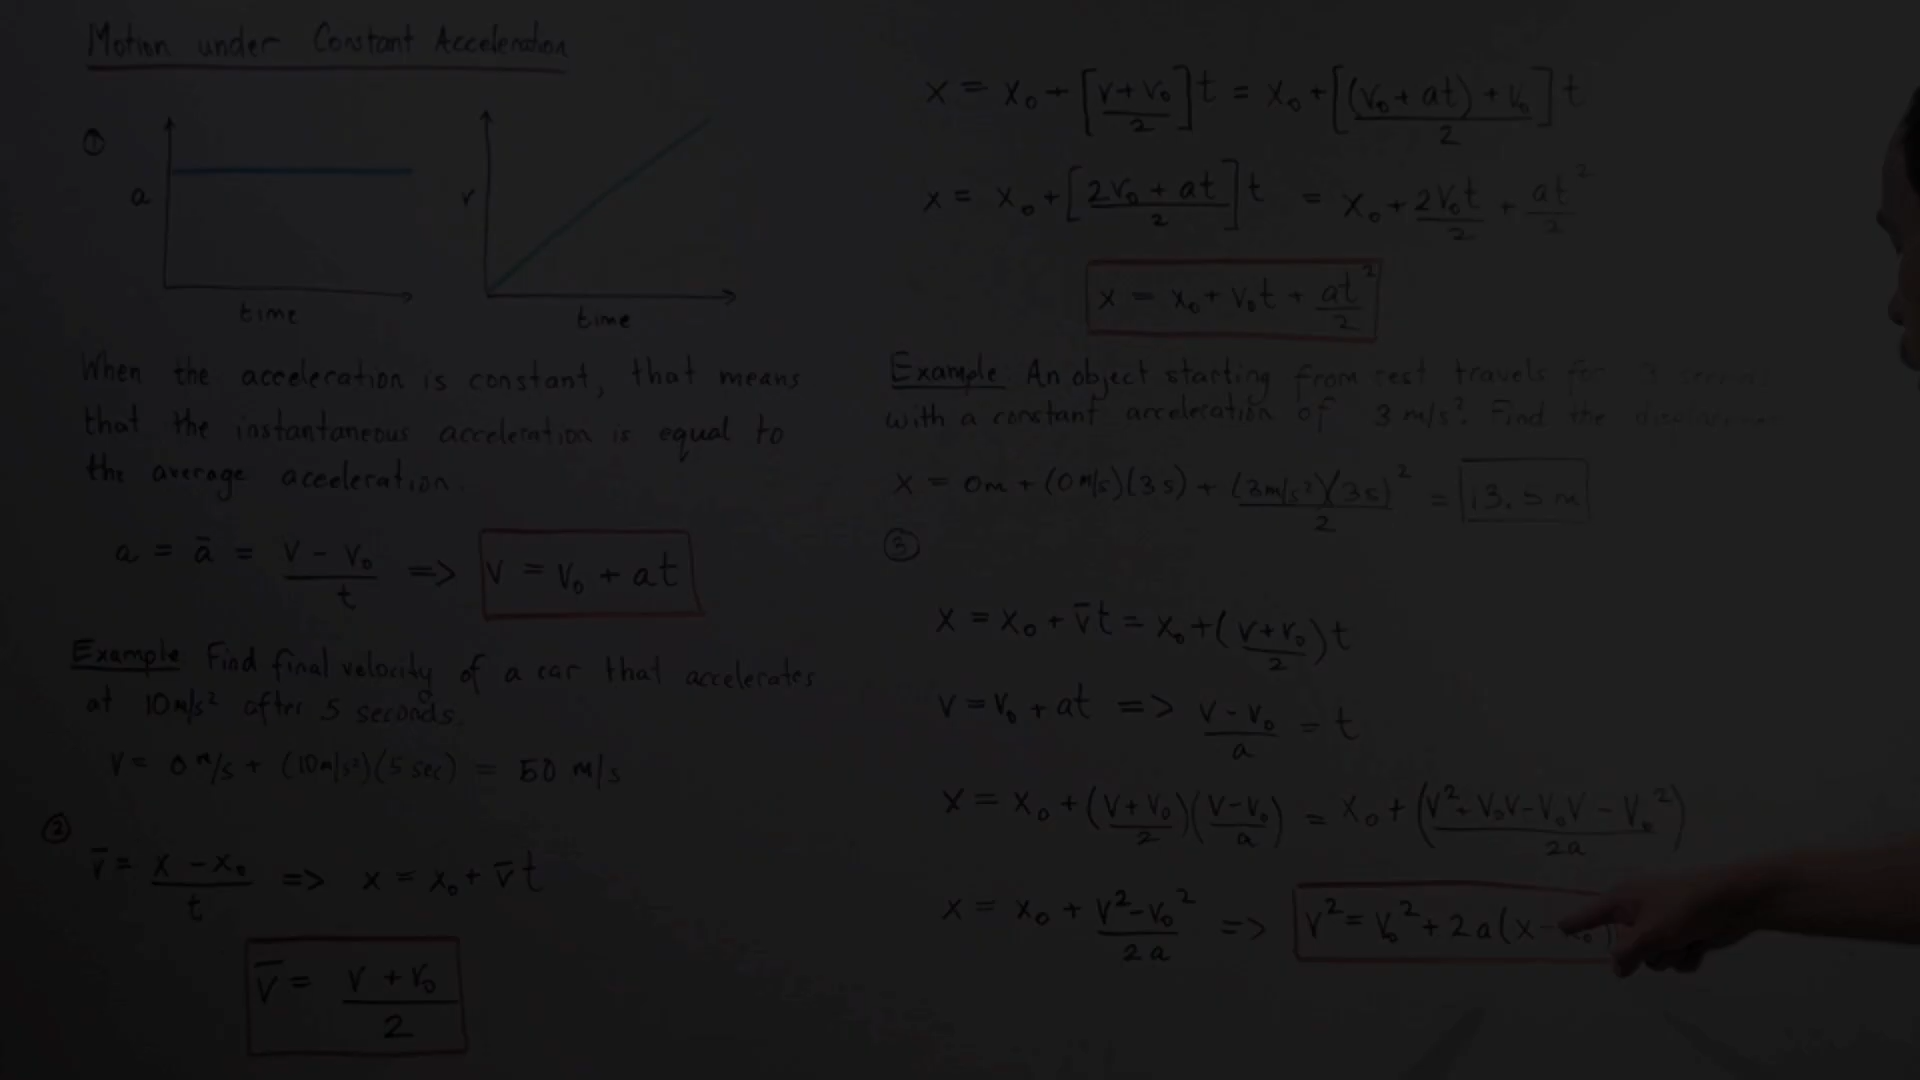 Motion under Constant Acceleration
①
a
time
v
time
When the acceleration is constant, that means
that the instantaneous acceleration is equal to
the average acceleration.
a = a̅ = (v - v₀)/t => v = v₀ + at
Example: Find final velocity of a car that accelerates
at 10 m/s² after 5 seconds.
v = 0 m/s + (10 m/s²)(5 sec) = 50 m/s
②
v̅ = (x - x₀)/t => x = x₀ + v̅t
v̅ = (v + v₀)/2
x = x₀ + [(v + v₀)/2]t = x₀ + [((v₀ + at) + v₀)/2]t
x = x₀ + [(2v₀ + at)/2]t = x₀ + 2v₀t/2 + at²/2
x = x₀ + v₀t + at²/2
Example: An object starting from rest travels for 3
with a constant acceleration of 3 m/s². Find the
x = 0m + (0 m/s)(3 s) + (3 m/s²)(3 s)²/2 = 13.5 m
③
x = x₀ + v̅t = x₀ + ((v + v₀)/2)t
v = v₀ + at => (v - v₀)/a = t
x = x₀ + ((v + v₀)/2)((v - v₀)/a) = x₀ + ((v² + v₀v - v₀v - v₀²)/2a)
x = x₀ + (v² - v₀²)/2a => v² = v₀² + 2a(x -